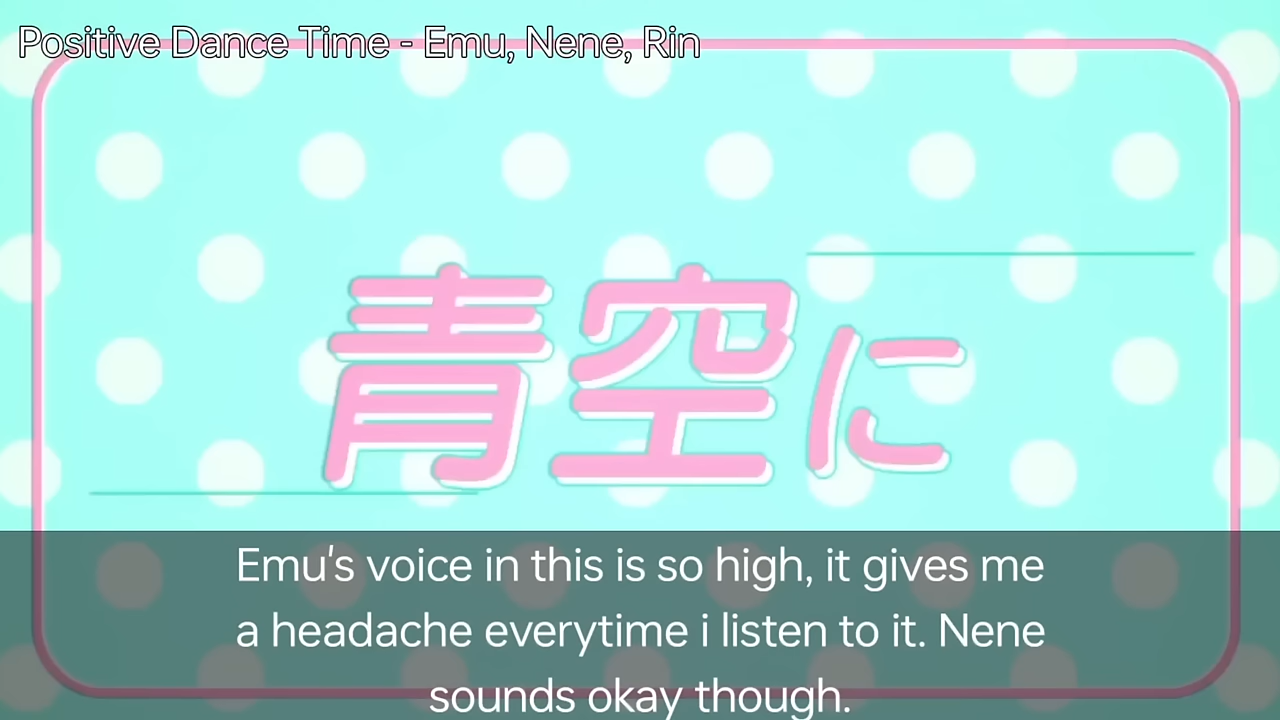 Positive Dance Time - Emu, Nene, Rin
青空に
Emu's voice in this is so high, it gives me
a headache everytime i listen to it. Nene
sounds okay though.